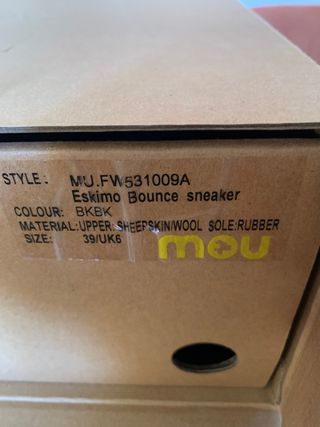 STYLE: MU.FW531009A
Eskimo Bounce sneaker
COLOUR: BKBK
MATERIAL:UPPER:SHEEPSKIN/WOOL SOLE:RUBBER
SIZE: 39/UK6
mou